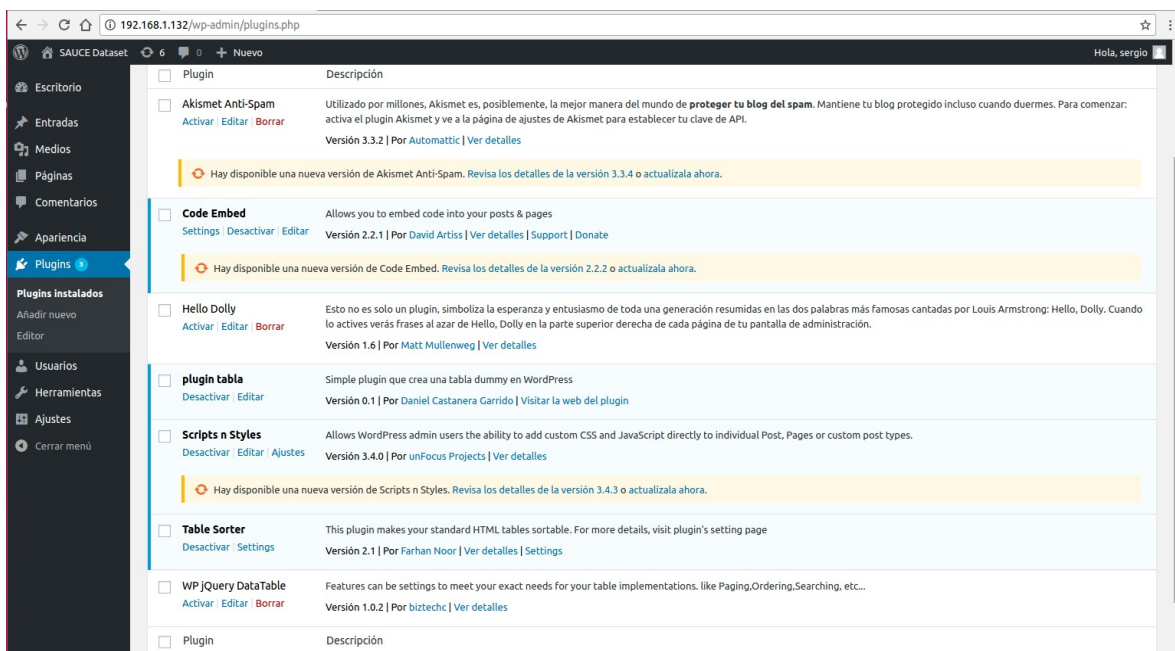 192.168.1.132/wp-admin/plugins.php
SAUCE Dataset 6 0 + Nuevo Hola, sergio
Escritorio
Entradas
Medios
Páginas
Comentarios
Apariencia
Plugins 3
Plugins instalados
Añadir nuevo
Editor
Usuarios
Herramientas
Ajustes
Cerrar menú
Plugin Descripción
Akismet Anti-Spam
Activar | Editar | Borrar
Utilizado por millones, Akismet es, posiblemente, la mejor manera del mundo de proteger tu blog del spam. Mantiene tu blog protegido incluso cuando duermes. Para comenzar:
activa el plugin Akismet y ve a la página de ajustes de Akismet para establecer tu clave de API.
Versión 3.3.2 | Por Automattic | Ver detalles
Hay disponible una nueva versión de Akismet Anti-Spam. Revisa los detalles de la versión 3.3.4 o actualízala ahora.
Code Embed
Settings | Desactivar | Editar
Allows you to embed code into your posts & pages
Versión 2.2.1 | Por David Artiss | Ver detalles | Support | Donate
Hay disponible una nueva versión de Code Embed. Revisa los detalles de la versión 2.2.2 o actualízala ahora.
Hello Dolly
Activar | Editar | Borrar
Esto no es solo un plugin, simboliza la esperanza y entusiasmo de toda una generación resumidas en las dos palabras más famosas cantadas por Louis Armstrong: Hello, Dolly. Cuando
lo actives verás frases al azar de Hello, Dolly en la parte superior derecha de cada página de tu pantalla de administración.
Versión 1.6 | Por Matt Mullenweg | Ver detalles
plugin tabla
Desactivar | Editar
Simple plugin que crea una tabla dummy en WordPress
Versión 0.1 | Por Daniel Castanera Garrido | Visitar la web del plugin
Scripts n Styles
Desactivar | Editar | Ajustes
Allows WordPress admin users the ability to add custom CSS and JavaScript directly to individual Post, Pages or custom post types.
Versión 3.4.0 | Por unFocus Projects | Ver detalles
Hay disponible una nueva versión de Scripts n Styles. Revisa los detalles de la versión 3.4.3 o actualízala ahora.
Table Sorter
Desactivar | Settings
This plugin makes your standard HTML tables sortable. For more details, visit plugin's setting page
Versión 2.1 | Por Farhan Noor | Ver detalles | Settings
WP jQuery DataTable
Activar | Editar | Borrar
Features can be settings to meet your exact needs for your table implementations. like Paging,Ordering,Searching, etc...
Versión 1.0.2 | Por biztechc | Ver detalles
Plugin Descripción